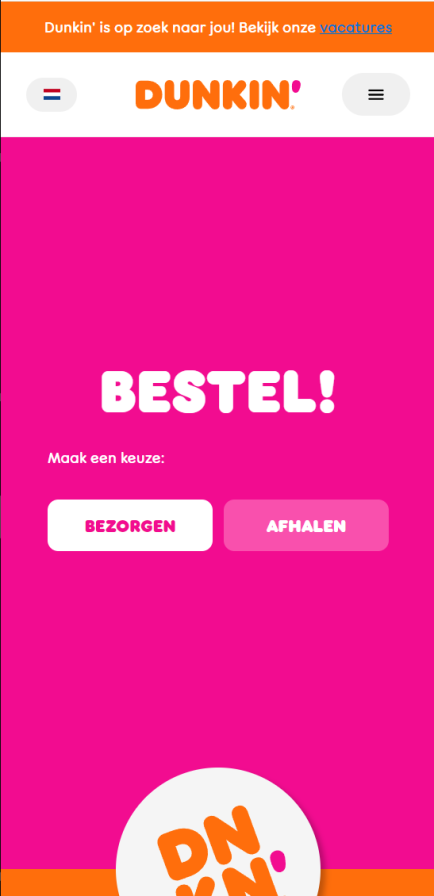 Dunkin' is op zoek naar jou! Bekijk onze vacatures
DUNKIN'
BESTEL!
Maak een keuze:
BEZORGEN AFHALEN
DN
KN'